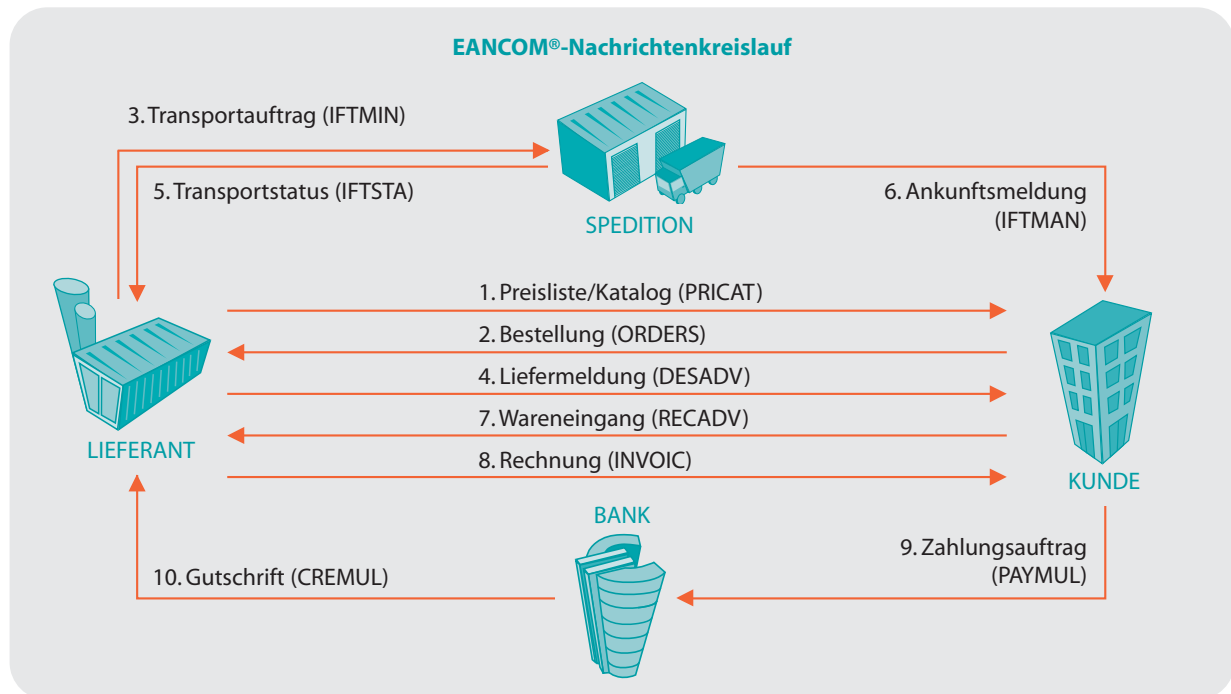 EANCOM®-Nachrichtenkreislauf
3. Transportauftrag (IFTMIN)
5. Transportstatus (IFTSTA)
SPEDITION
6. Ankunftsmeldung
(IFTMAN)
1. Preisliste/Katalog (PRICAT)
2. Bestellung (ORDERS)
4. Liefermeldung (DESADV)
7. Wareneingang (RECADV)
8. Rechnung (INVOIC)
LIEFERANT
KUNDE
BANK
9. Zahlungsauftrag
(PAYMUL)
10. Gutschrift (CREMUL)